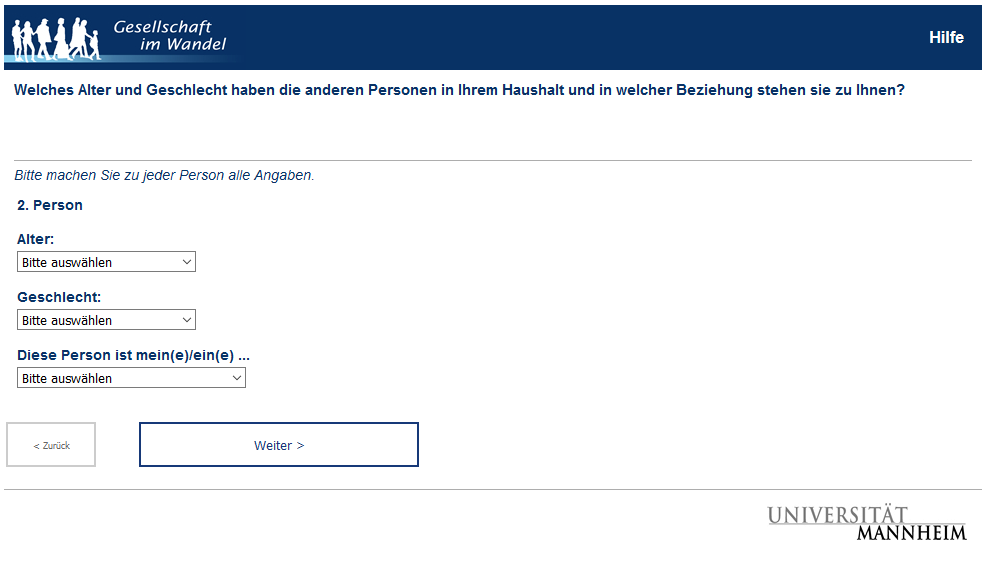 Gesellschaft
im Wandel
Hilfe
Welches Alter und Geschlecht haben die anderen Personen in Ihrem Haushalt und in welcher Beziehung stehen sie zu Ihnen?
Bitte machen Sie zu jeder Person alle Angaben.
2. Person
Alter:
Bitte auswählen
Geschlecht:
Bitte auswählen
Diese Person ist mein(e)/ein(e) ...
Bitte auswählen
< Zurück
Weiter >
UNIVERSITÄT
MANNHEIM